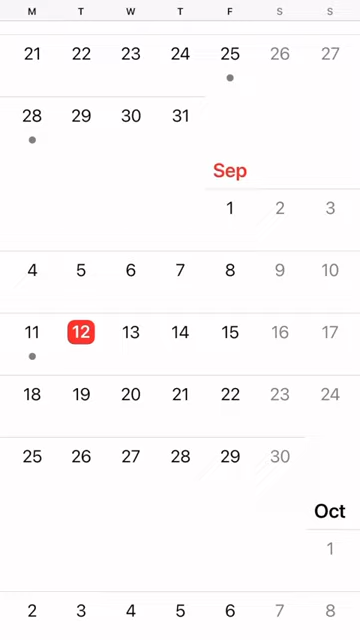 M T W T F S S
21 22 23 24 25 26 27
28 29 30 31
Sep
1 2 3
4 5 6 7 8 9 10
11 12 13 14 15 16 17
18 19 20 21 22 23 24
25 26 27 28 29 30
Oct
1
2 3 4 5 6 7 8